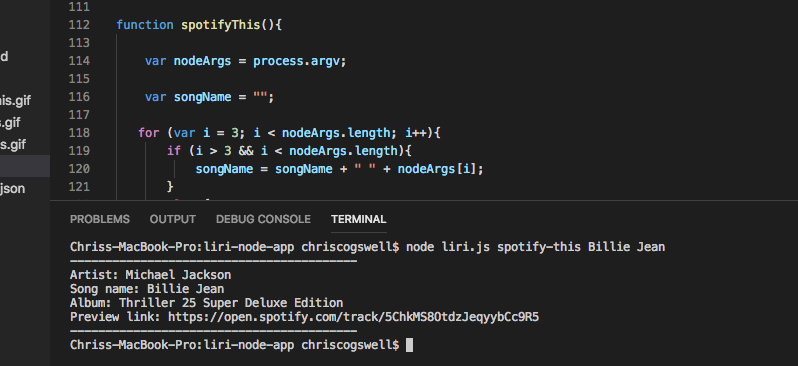 111
112 function spotifyThis(){
113
d
114 var nodeArgs = process.argv;
115
is.gif
116 var songName = "";
s.gif
117
118 for (var i = 3; i < nodeArgs.length; i++){
s.gif
119 if (i > 3 && i < nodeArgs.length){
120 songName = songName + " " + nodeArgs[i];
json
121 }
PROBLEMS OUTPUT DEBUG CONSOLE TERMINAL
Chriss-MacBook-Pro:liri-node-app chriscogswell$ node liri.js spotify-this Billie Jean
-----------------------------------------
Artist: Michael Jackson
Song name: Billie Jean
Album: Thriller 25 Super Deluxe Edition
Preview link: https://open.spotify.com/track/5ChkMS8OtdzJeqyybCc9R5
-----------------------------------------
Chriss-MacBook-Pro:liri-node-app chriscogswell$